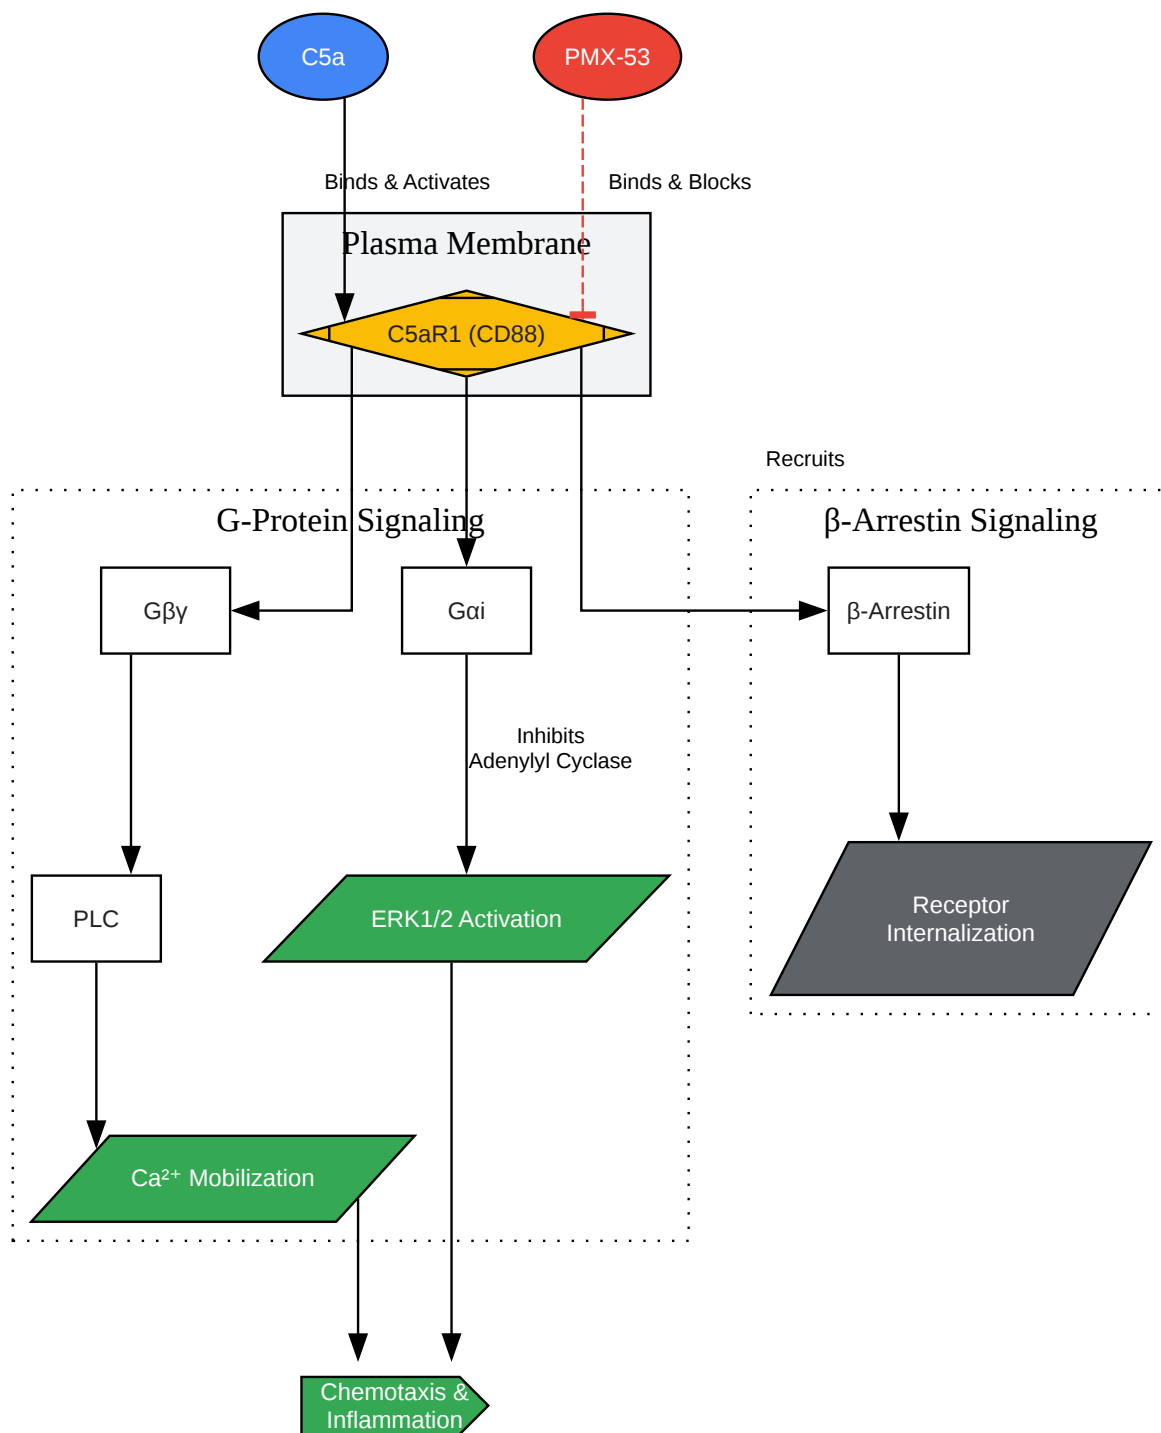 C5a
PMX-53
Binds & Activates
Binds & Blocks
Plasma Membrane
C5aR1 (CD88)
Recruits
G-Protein Signaling
β-Arrestin Signaling
Gβγ
Gαi
β-Arrestin
Inhibits
Adenylyl Cyclase
PLC
ERK1/2 Activation
Receptor
Internalization
Ca²⁺ Mobilization
Chemotaxis &
Inflammation